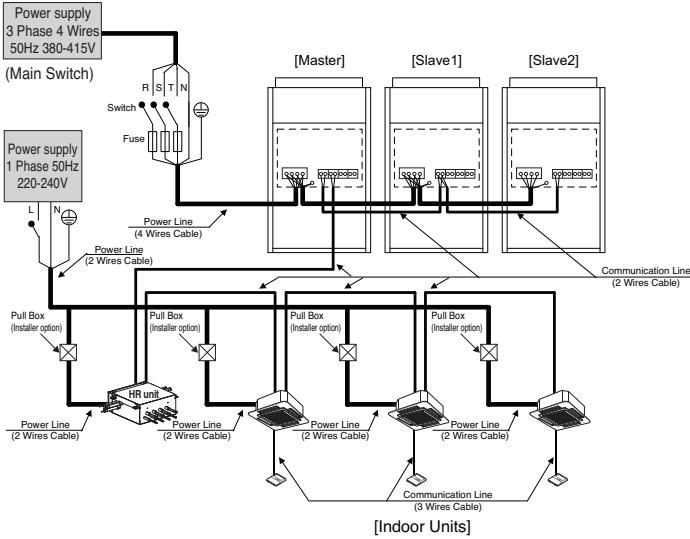 Power supply
3 Phase 4 Wires
50Hz 380-415V
(Main Switch)
[Master]
[Slave1]
[Slave2]
R S T N
Switch
Fuse
Power supply
1 Phase 50Hz
220-240V
L
N
Power Line
(4 Wires Cable)
Power Line
(2 Wires Cable)
Communication Line
(2 Wires Cable)
Pull Box
(Installer option)
Pull Box
(Installer option)
Pull Box
(Installer option)
Pull Box
(Installer option)
HR unit
Power Line
(2 Wires Cable)
Power Line
(2 Wires Cable)
Power Line
(2 Wires Cable)
Power Line
(2 Wires Cable)
Communication Line
(3 Wires Cable)
[Indoor Units]